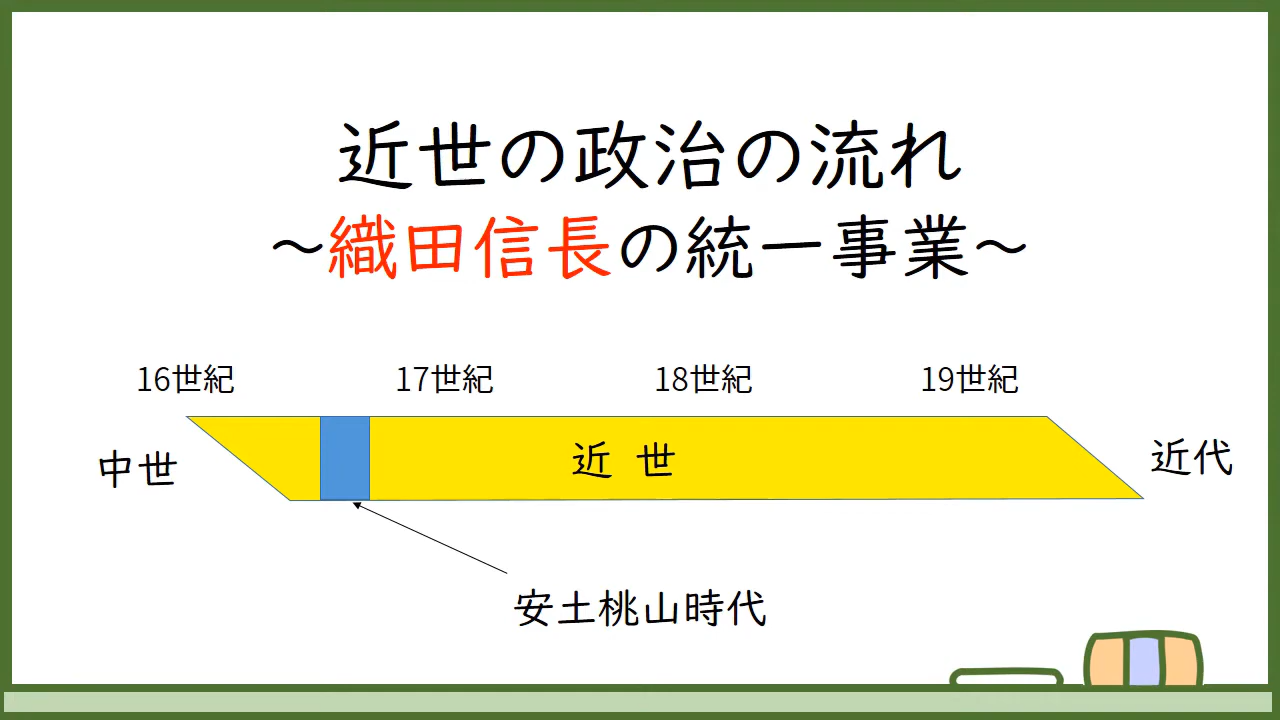 近世の政治の流れ
～織田信長の統一事業～
16世紀 17世紀 18世紀 19世紀
中世 近 世 近代
安土桃山時代